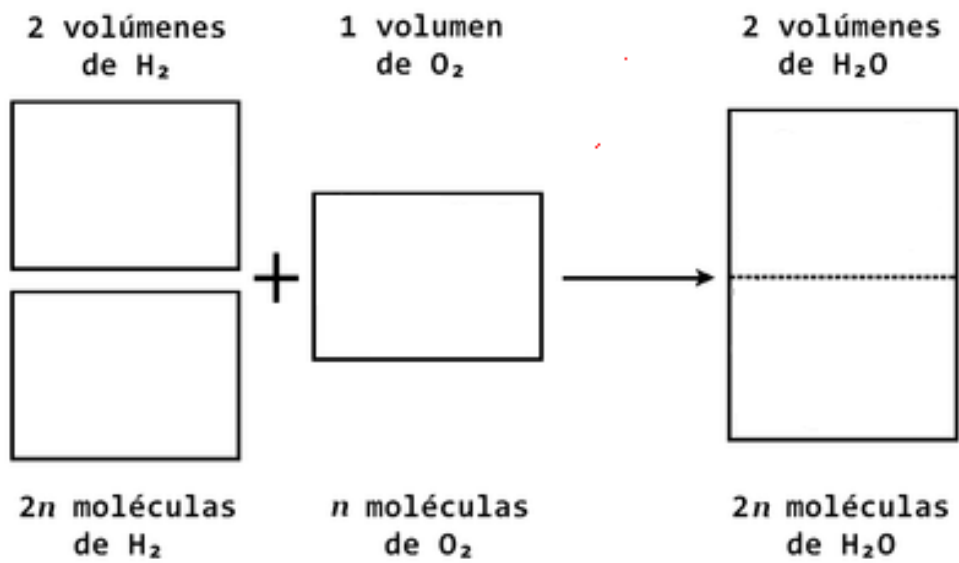 2 volúmenes
de H₂
1 volumen
de O₂
2 volúmenes
de H₂O
+
2n moléculas
de H₂
n moléculas
de O₂
2n moléculas
de H₂O